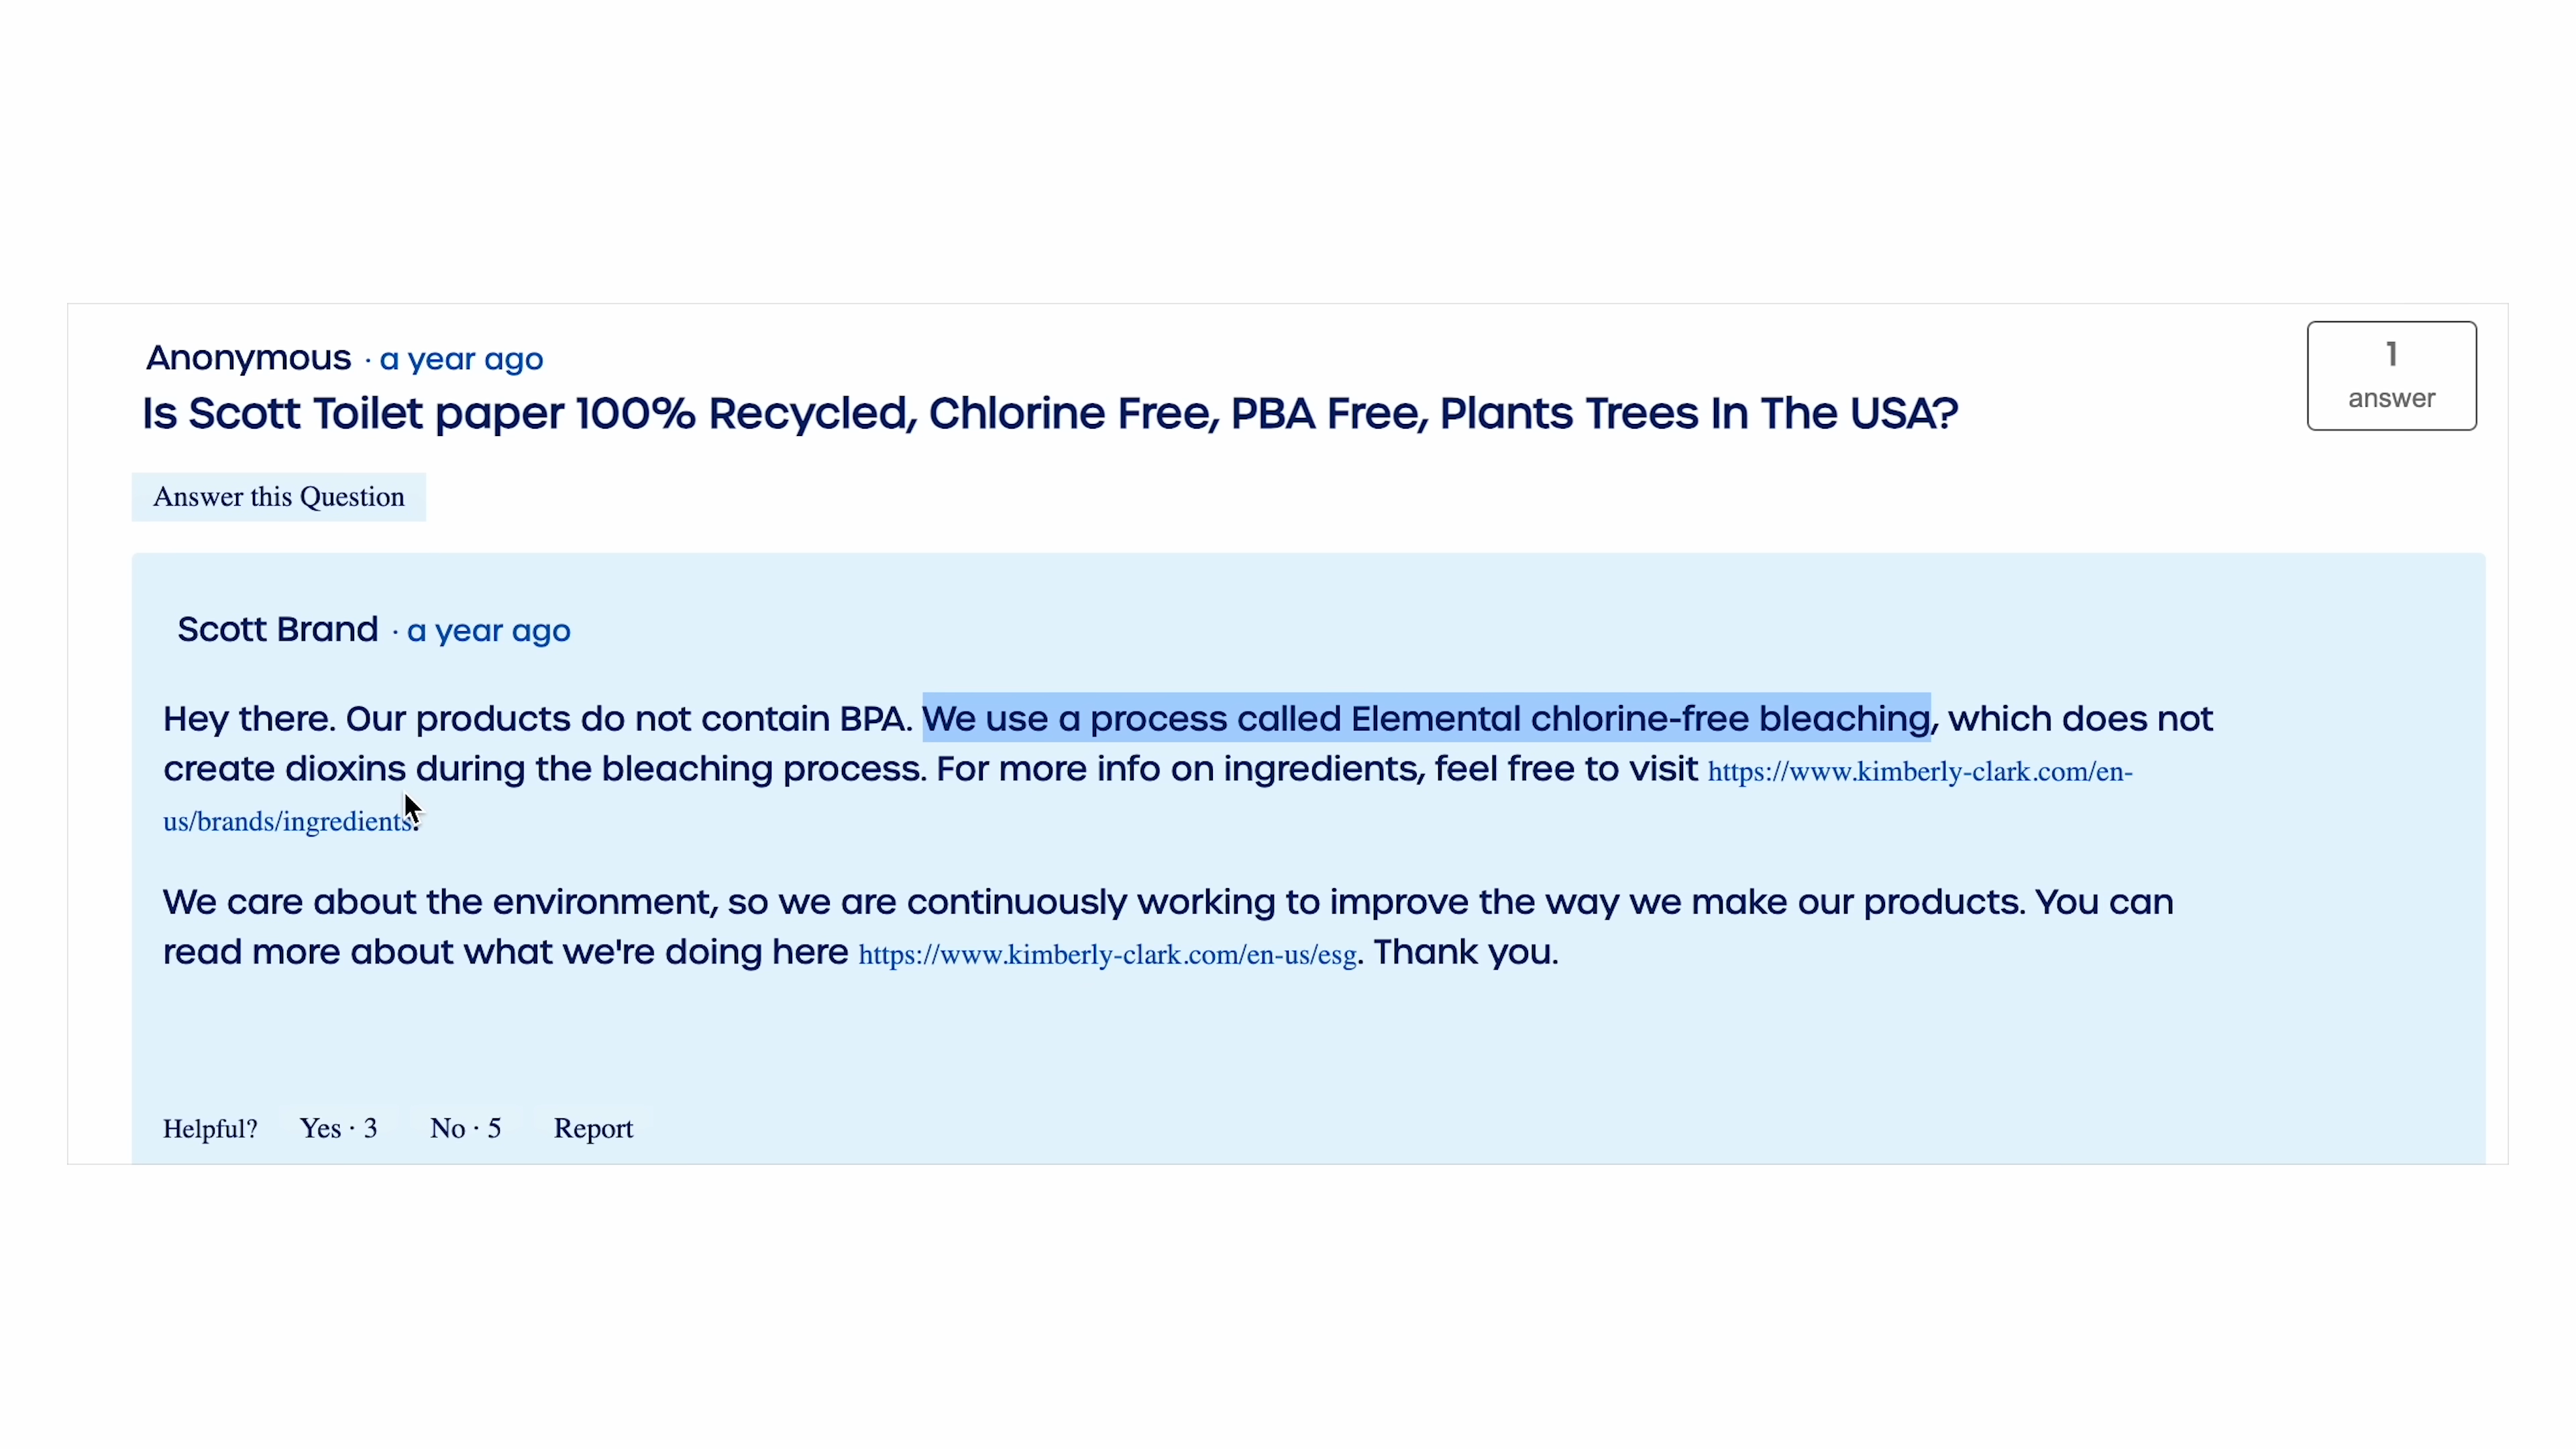 Anonymous · a year ago
1
answer
Is Scott Toilet paper 100% Recycled, Chlorine Free, PBA Free, Plants Trees In The USA?
Answer this Question
Scott Brand · a year ago
Hey there. Our products do not contain BPA. We use a process called Elemental chlorine-free bleaching, which does not
create dioxins during the bleaching process. For more info on ingredients, feel free to visit https://www.kimberly-clark.com/en-
us/brands/ingredients.
We care about the environment, so we are continuously working to improve the way we make our products. You can
read more about what we're doing here https://www.kimberly-clark.com/en-us/esg. Thank you.
Helpful? Yes · 3 No · 5 Report